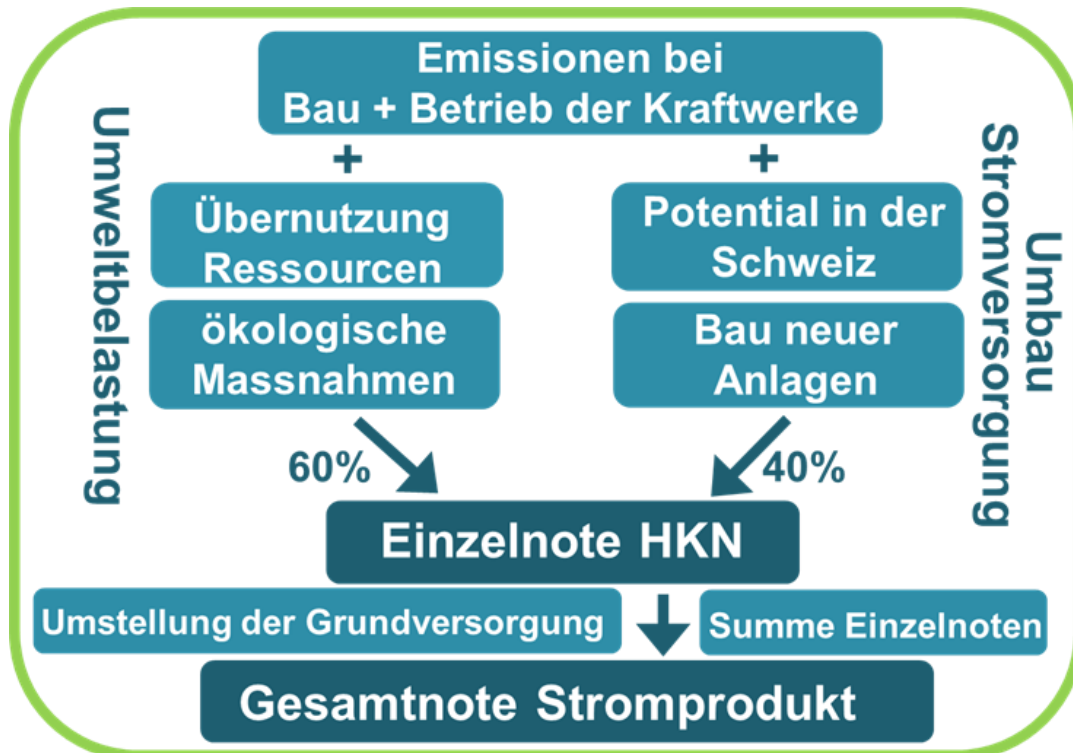 Emissionen bei
Bau + Betrieb der Kraftwerke
Umweltbelastung
+
+
Umbau
Stromversorgung
Übernutzung
Ressourcen
Potential in der
Schweiz
ökologische
Massnahmen
Bau neuer
Anlagen
60%
40%
Einzelnote HKN
Umstellung der Grundversorgung
Summe Einzelnoten
Gesamtnote Stromprodukt